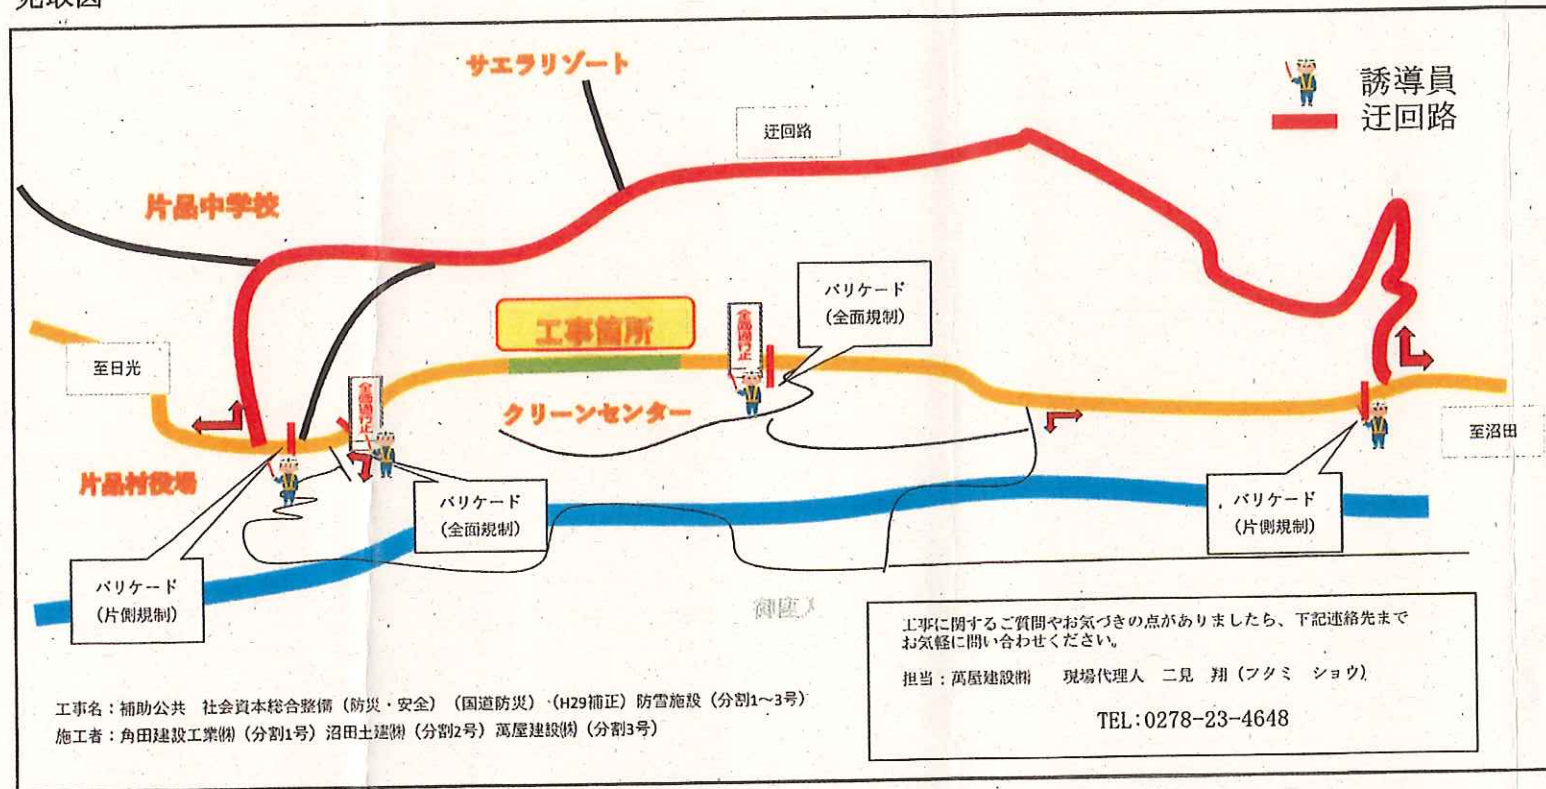 サエラリゾート
誘導員
迂回路
迂回路
片品中学校
バリケード
(全面規制)
工事箇所
全面通行止
至日光
全面通行止
クリーンセンター
至沼田
片品村役場
バリケード
(全面規制)
バリケード
(片側規制)
バリケード
(片側規制)
工事に関するご質問やお気づきの点がありましたら、下記連絡先まで
お気軽に問い合わせください。
担当：萬屋建設㈱　現場代理人　二見　翔（フタミ　ショウ）
TEL:0278-23-4648
工事名：補助公共　社会資本総合整備（防災・安全）（国道防災）（H29補正）防雪施設（分割1～3号）
施工者：角田建設工業㈱（分割1号）沼田土建㈱（分割2号）萬屋建設㈱（分割3号）